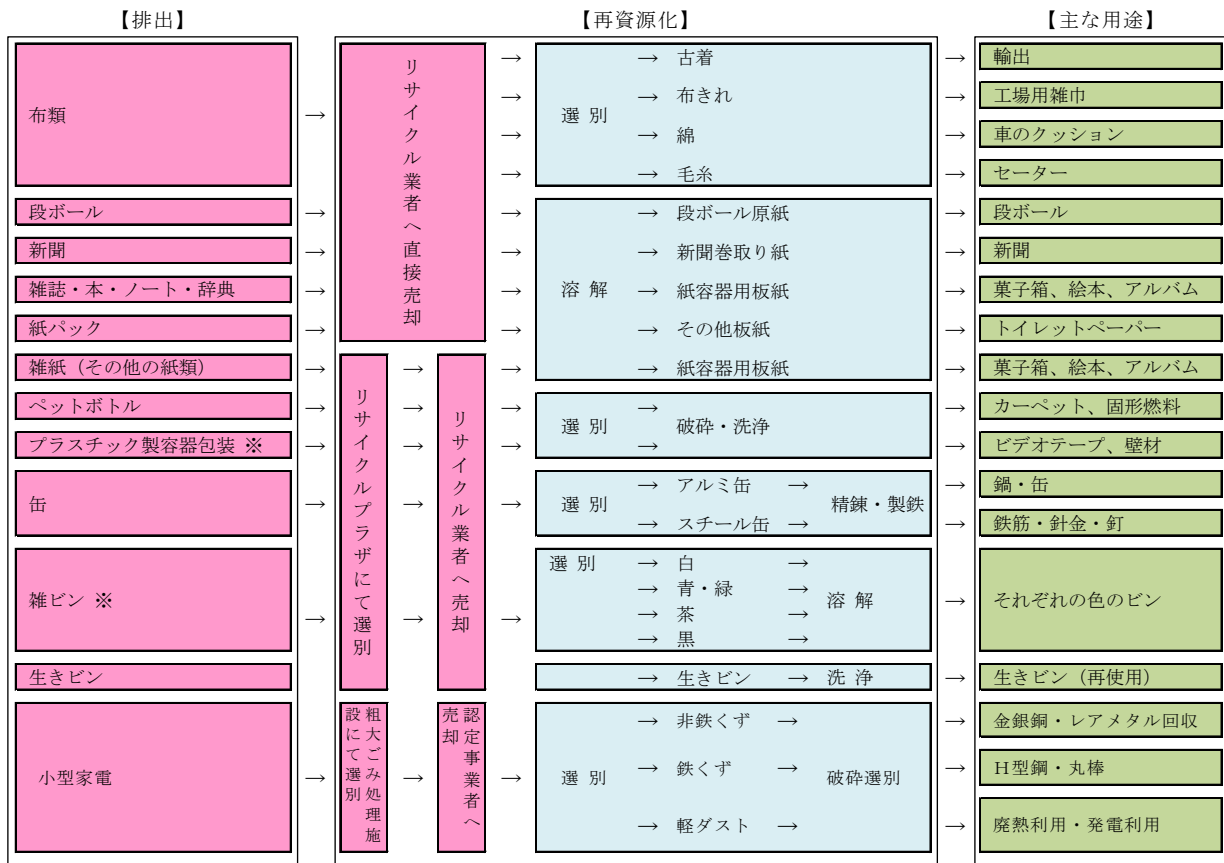 【排出】 【再資源化】 【主な用途】
布類 → リサイクル業者へ直接売却 → 選 別 → 古着 → 輸出
→ → 布きれ → 工場用雑巾
→ → 綿 → 車のクッション
→ → 毛糸 → セーター
段ボール → → 溶 解 → 段ボール原紙 → 段ボール
新聞 → → → 新聞巻取り紙 → 新聞
雑誌・本・ノート・辞典 → → → 紙容器用板紙 → 菓子箱、絵本、アルバム
紙パック → → → その他板紙 → トイレットペーパー
雑紙（その他の紙類） → リサイクルプラザにて選別 → リサイクル業者へ売却 → → 紙容器用板紙 → 菓子箱、絵本、アルバム
ペットボトル → → → 選 別 → 破砕・洗浄 → カーペット、固形燃料
プラスチック製容器包装 ※ → → → → → ビデオテープ、壁材
缶 → → → 選 別 → アルミ缶 → 精錬・製鉄 → 鍋・缶
→ スチール缶 → → 鉄筋・針金・釘
雑ビン ※ → → → 選 別 → 白 → 溶 解 → それぞれの色のビン
→ 青・緑 →
→ 茶 →
→ 黒 →
生きビン → 生きビン → 洗 浄 → 生きビン（再使用）
小型家電 → 粗大ごみ処理施設にて選別 → 認定事業者へ売却 → 選 別 → 非鉄くず → 破砕選別 → 金銀銅・レアメタル回収
→ 鉄くず → → Ｈ型鋼・丸棒
→ 軽ダスト → → 廃熱利用・発電利用